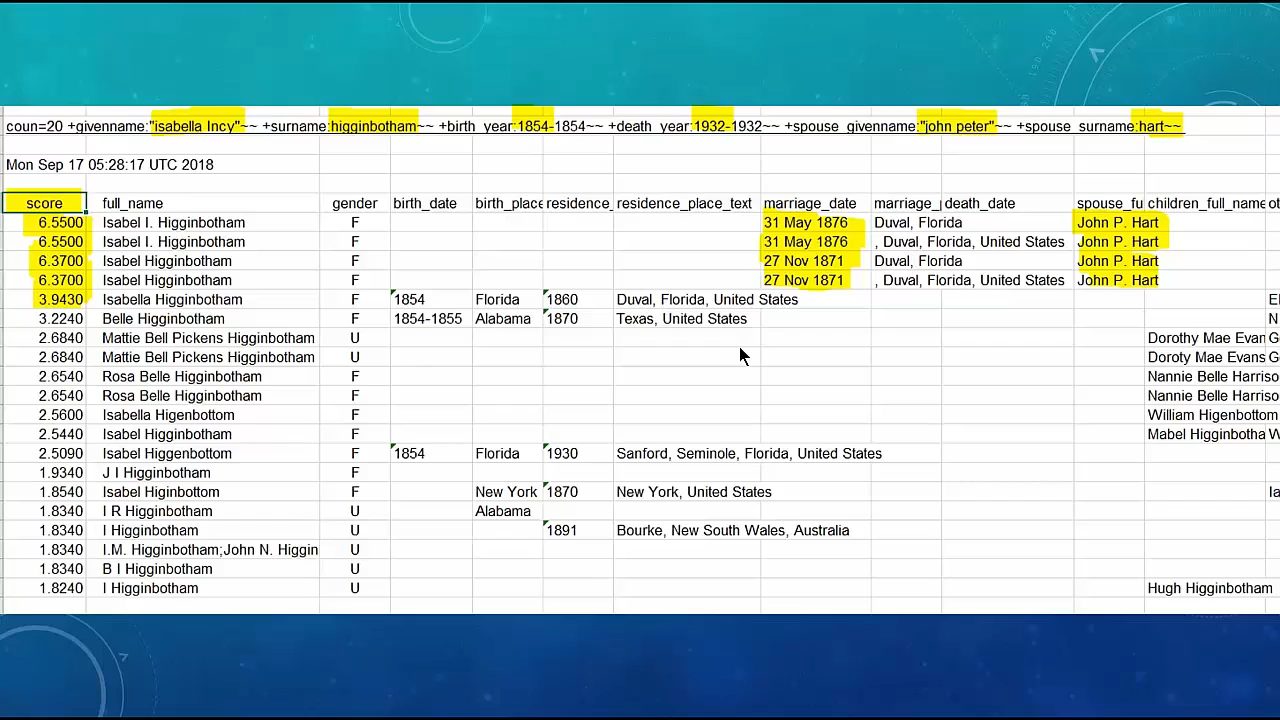 coun=20 +givenname:"isabella Incy"~~ +surname:higginbotham~~ +birth_year:1854-1854~~ +death_year:1932-1932~~ +spouse_givenname:"john peter"~~ +spouse_surname:hart~~
Mon Sep 17 05:28:17 UTC 2018
score full_name gender birth_date birth_place residence_ residence_place_text marriage_date marriage_ death_date spouse_fu children_full_name ot
6.5500 Isabel I. Higginbotham F 31 May 1876 Duval, Florida John P. Hart
6.5500 Isabel I. Higginbotham F 31 May 1876 , Duval, Florida, United States John P. Hart
6.3700 Isabel Higginbotham F 27 Nov 1871 Duval, Florida John P. Hart
6.3700 Isabel Higginbotham F 27 Nov 1871 , Duval, Florida, United States John P. Hart
3.9430 Isabella Higginbotham F 1854 Florida 1860 Duval, Florida, United States El
3.2240 Belle Higginbotham F 1854-1855 Alabama 1870 Texas, United States N
2.6840 Mattie Bell Pickens Higginbotham U Dorothy Mae Evan G
2.6840 Mattie Bell Pickens Higginbotham U Doroty Mae Evans G
2.6540 Rosa Belle Higginbotham F Nannie Belle Harriso
2.6540 Rosa Belle Higginbotham F Nannie Belle Harriso
2.5600 Isabella Higenbottom F William Higenbottom
2.5440 Isabel Higginbotham F Mabel Higginbotha W
2.5090 Isabel Higgenbottom F 1854 Florida 1930 Sanford, Seminole, Florida, United States
1.9340 J I Higginbotham F
1.8540 Isabel Higinbottom F New York 1870 New York, United States Ia
1.8340 I R Higginbotham U Alabama
1.8340 I Higginbotham U 1891 Bourke, New South Wales, Australia
1.8340 I.M. Higginbotham;John N. Higgin U
1.8340 B I Higginbotham U
1.8240 I Higginbotham U Hugh Higginbotham